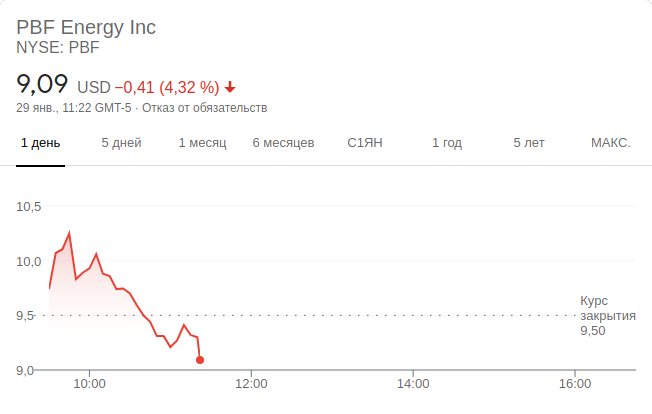 PBF Energy Inc
NYSE: PBF
9,09 USD −0,41 (4,32 %)
29 янв., 11:22 GMT-5 · Отказ от обязательств
1 день 5 дней 1 месяц 6 месяцев С1ЯН 1 год 5 лет МАКС.
10,5
10,0
9,5
9,0
Курс
закрытия
9,50
10:00 12:00 14:00 16:00